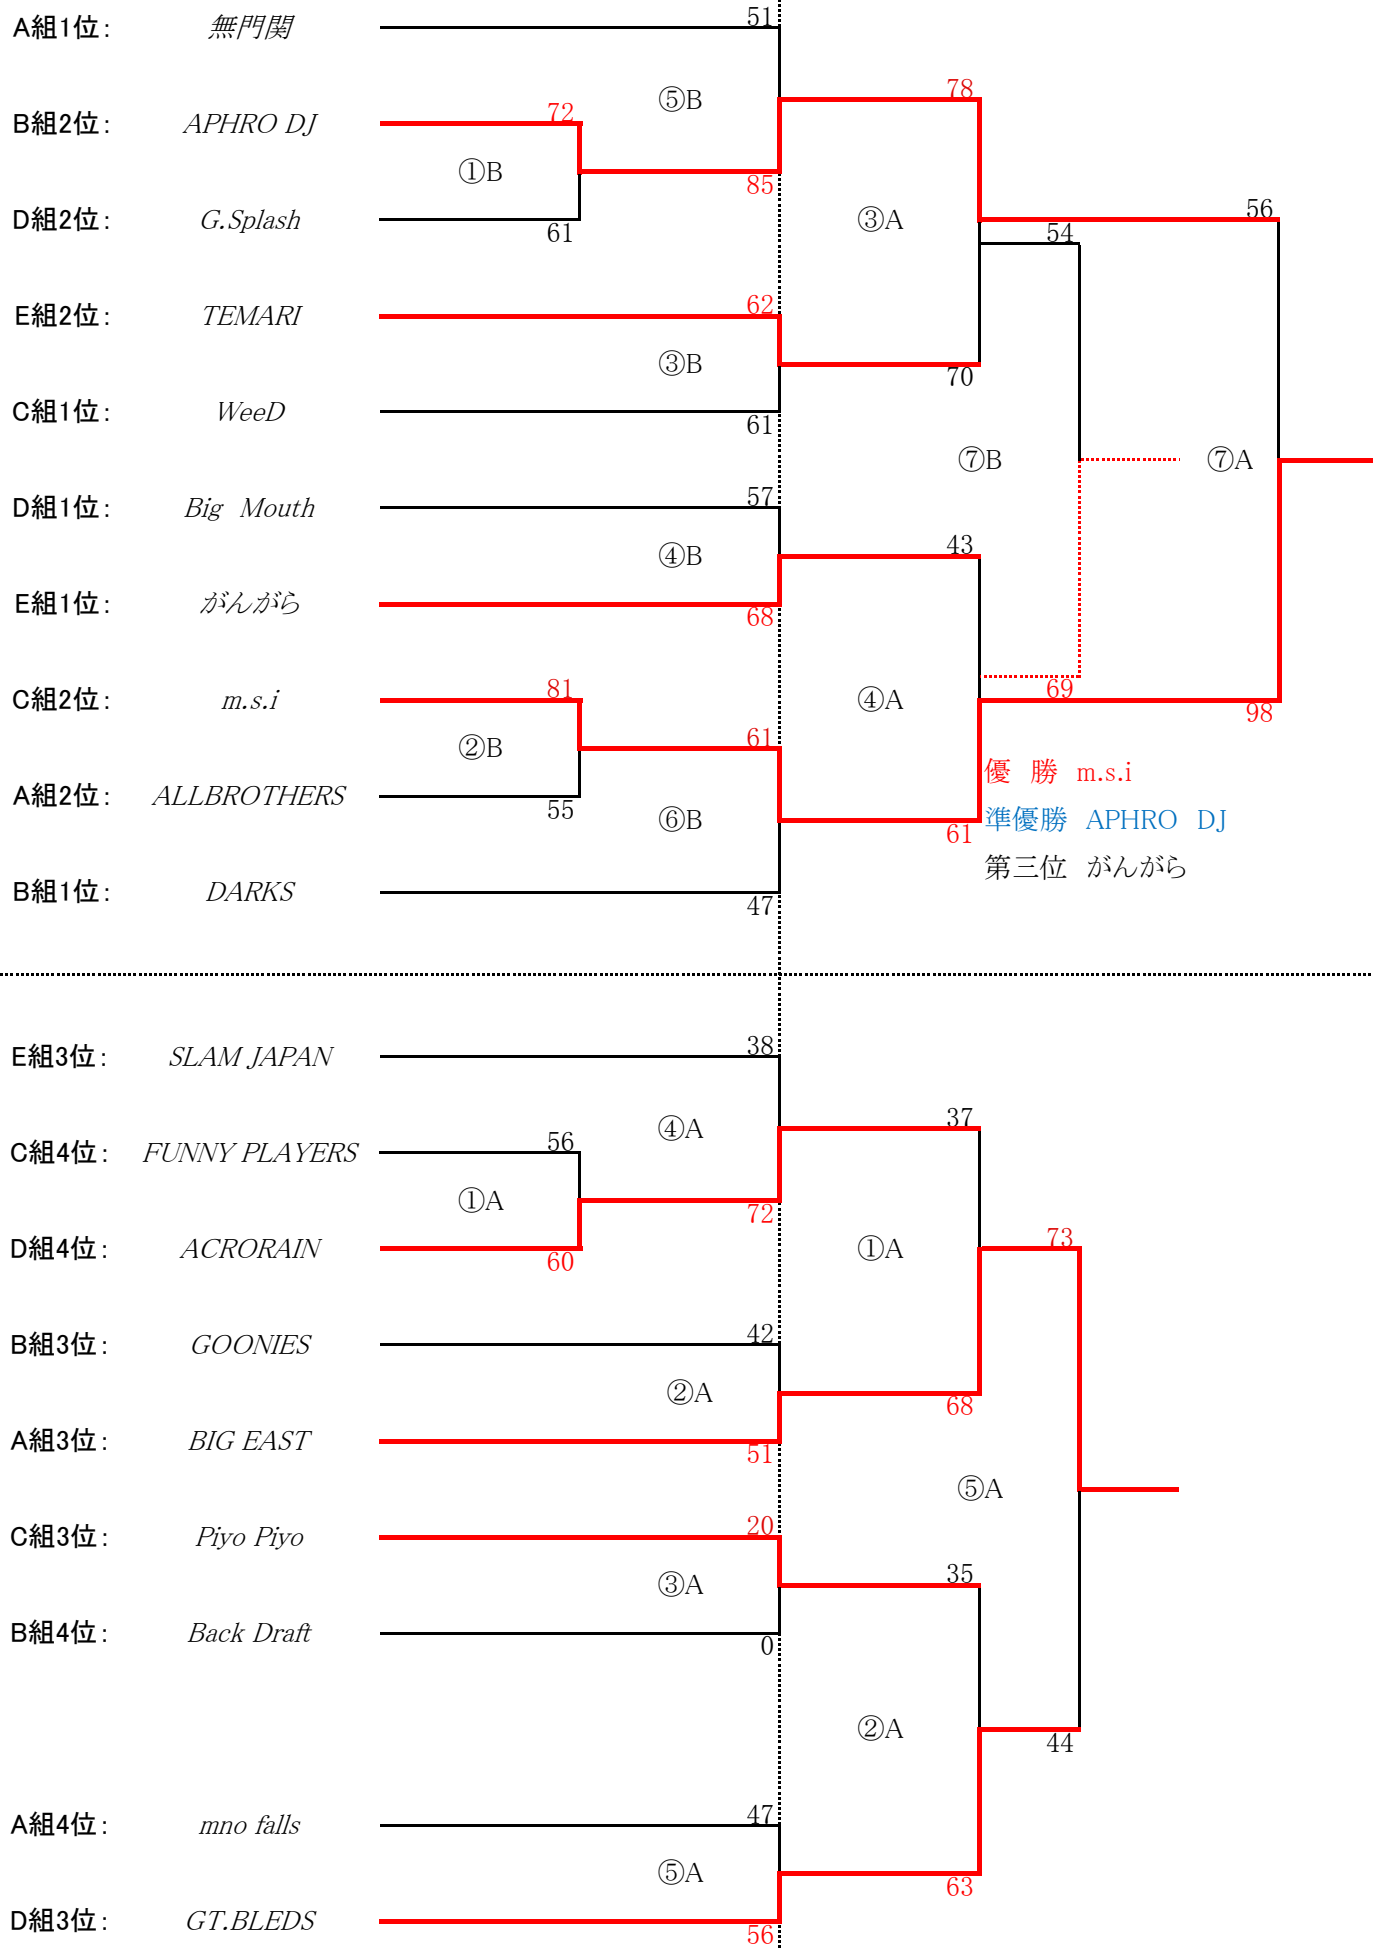 A組1位： 無門関 51
⑤B 78
B組2位： APHRO DJ 72
①B 85
D組2位： G.Splash 61 ③A 56
54
E組2位： TEMARI 62
③B 70
C組1位： WeeD 61
⑦B ⑦A
D組1位： Big Mouth 57
④B 43
E組1位： がんがら 68
C組2位： m.s.i 81 ④A 69 98
②B 61
優 勝 m.s.i
A組2位： ALLBROTHERS 55
⑥B 61 準優勝 APHRO DJ
第三位 がんがら
B組1位： DARKS 47
E組3位： SLAM JAPAN 38
④A 37
C組4位： FUNNY PLAYERS 56
①A 72
D組4位： ACRORAIN 60 ①A 73
B組3位： GOONIES 42
②A 68
A組3位： BIG EAST 51
⑤A
C組3位： Piyo Piyo 20
③A 35
B組4位： Back Draft 0
②A 44
A組4位： mno falls 47
⑤A 63
D組3位： GT.BLEDS 56